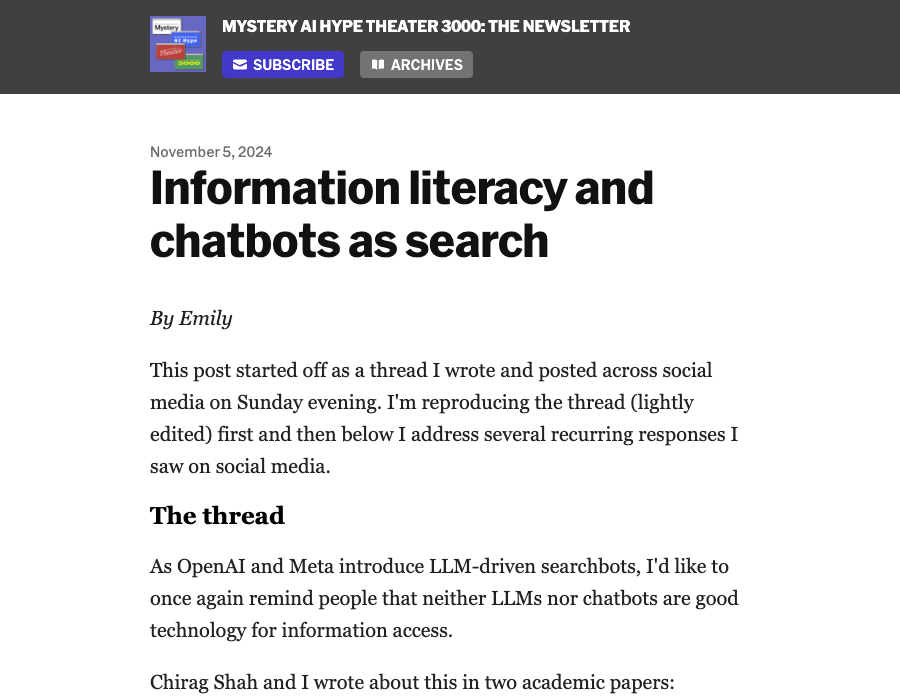 Mystery
AI Hype
Theater
3000
MYSTERY AI HYPE THEATER 3000: THE NEWSLETTER
SUBSCRIBE
ARCHIVES
November 5, 2024
Information literacy and
chatbots as search
By Emily
This post started off as a thread I wrote and posted across social
media on Sunday evening. I'm reproducing the thread (lightly
edited) first and then below I address several recurring responses I
saw on social media.
The thread
As OpenAI and Meta introduce LLM-driven searchbots, I'd like to
once again remind people that neither LLMs nor chatbots are good
technology for information access.
Chirag Shah and I wrote about this in two academic papers: